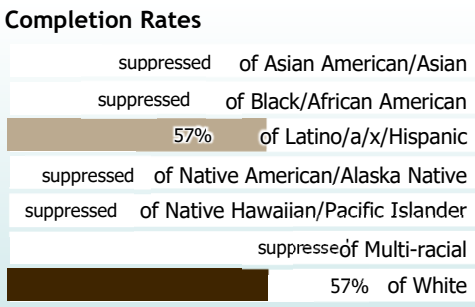 Completion Rates
suppressed of Asian American/Asian
suppressed of Black/African American
57% of Latino/a/x/Hispanic
suppressed of Native American/Alaska Native
suppressed of Native Hawaiian/Pacific Islander
suppresse of Multi-racial
57% of White